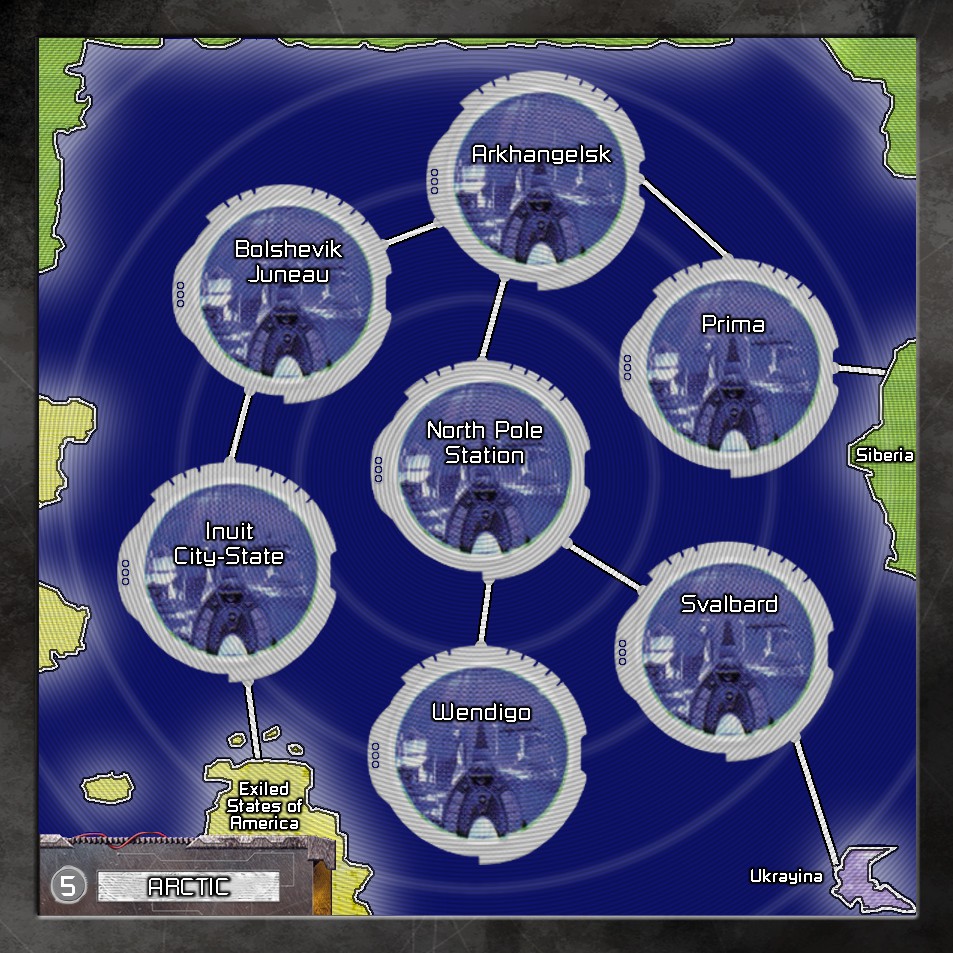 Arkhangelsk
Bolshevik
Juneau
Prima
North Pole
Station
Siberia
Inuit
City-State
Svalbard
Wendigo
Exiled
States of
America
Ukrayina
5
ARCTIC